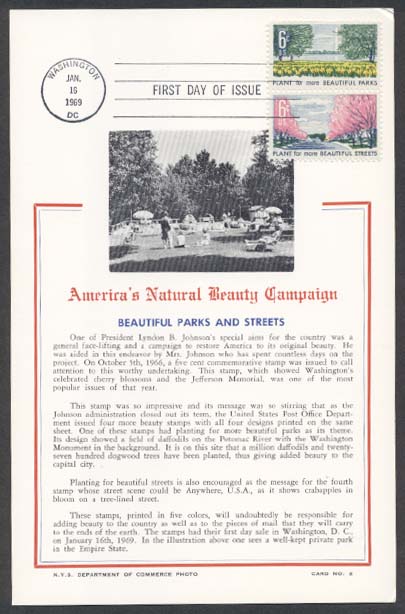 WASHINGTON
JAN.
16
1969
DC
FIRST DAY OF ISSUE
6¢
U.S.
PLANT for more BEAUTIFUL PARKS
6¢
U.S.
PLANT for more BEAUTIFUL STREETS
America's Natural Beauty Campaign
BEAUTIFUL PARKS AND STREETS
One of President Lyndon B. Johnson's special aims for the country was a
general face-lifting and a campaign to restore America to its original beauty. He
was aided in this endeavor by Mrs. Johnson who has spent countless days on the
project. On October 5th, 1966, a five cent commemorative stamp was issued to call
attention to this worthy undertaking. This stamp, which showed Washington's
celebrated cherry blossoms and the Jefferson Memorial, was one of the most
popular issues of that year.
This stamp was so impressive and its message was so stirring that as the
Johnson administration closed out its term, the United States Post Office Depart-
ment issued four more beauty stamps with all four designs printed on the same
sheet. One of these stamps had planting for more beautiful parks as its theme.
Its design showed a field of daffodils on the Potomac River with the Washington
Monument in the background. It is on this site that a million daffodils and twenty-
seven hundred dogwood trees have been planted, thus giving added beauty to the
capital city.
Planting for beautiful streets is also encouraged as the message for the fourth
stamp whose street scene could be Anywhere, U.S.A., as it shows crabapples in
bloom on a tree-lined street.
These stamps, printed in five colors, will undoubtedly be responsible for
adding beauty to the country as well as to the pieces of mail that they will carry
to the ends of the earth. The stamps had their first day sale in Washington, D. C.,
on January 16th, 1969. In the illustration above one sees a well-kept private park
in the Empire State.
N.Y.S. DEPARTMENT OF COMMERCE PHOTO
CARD NO.